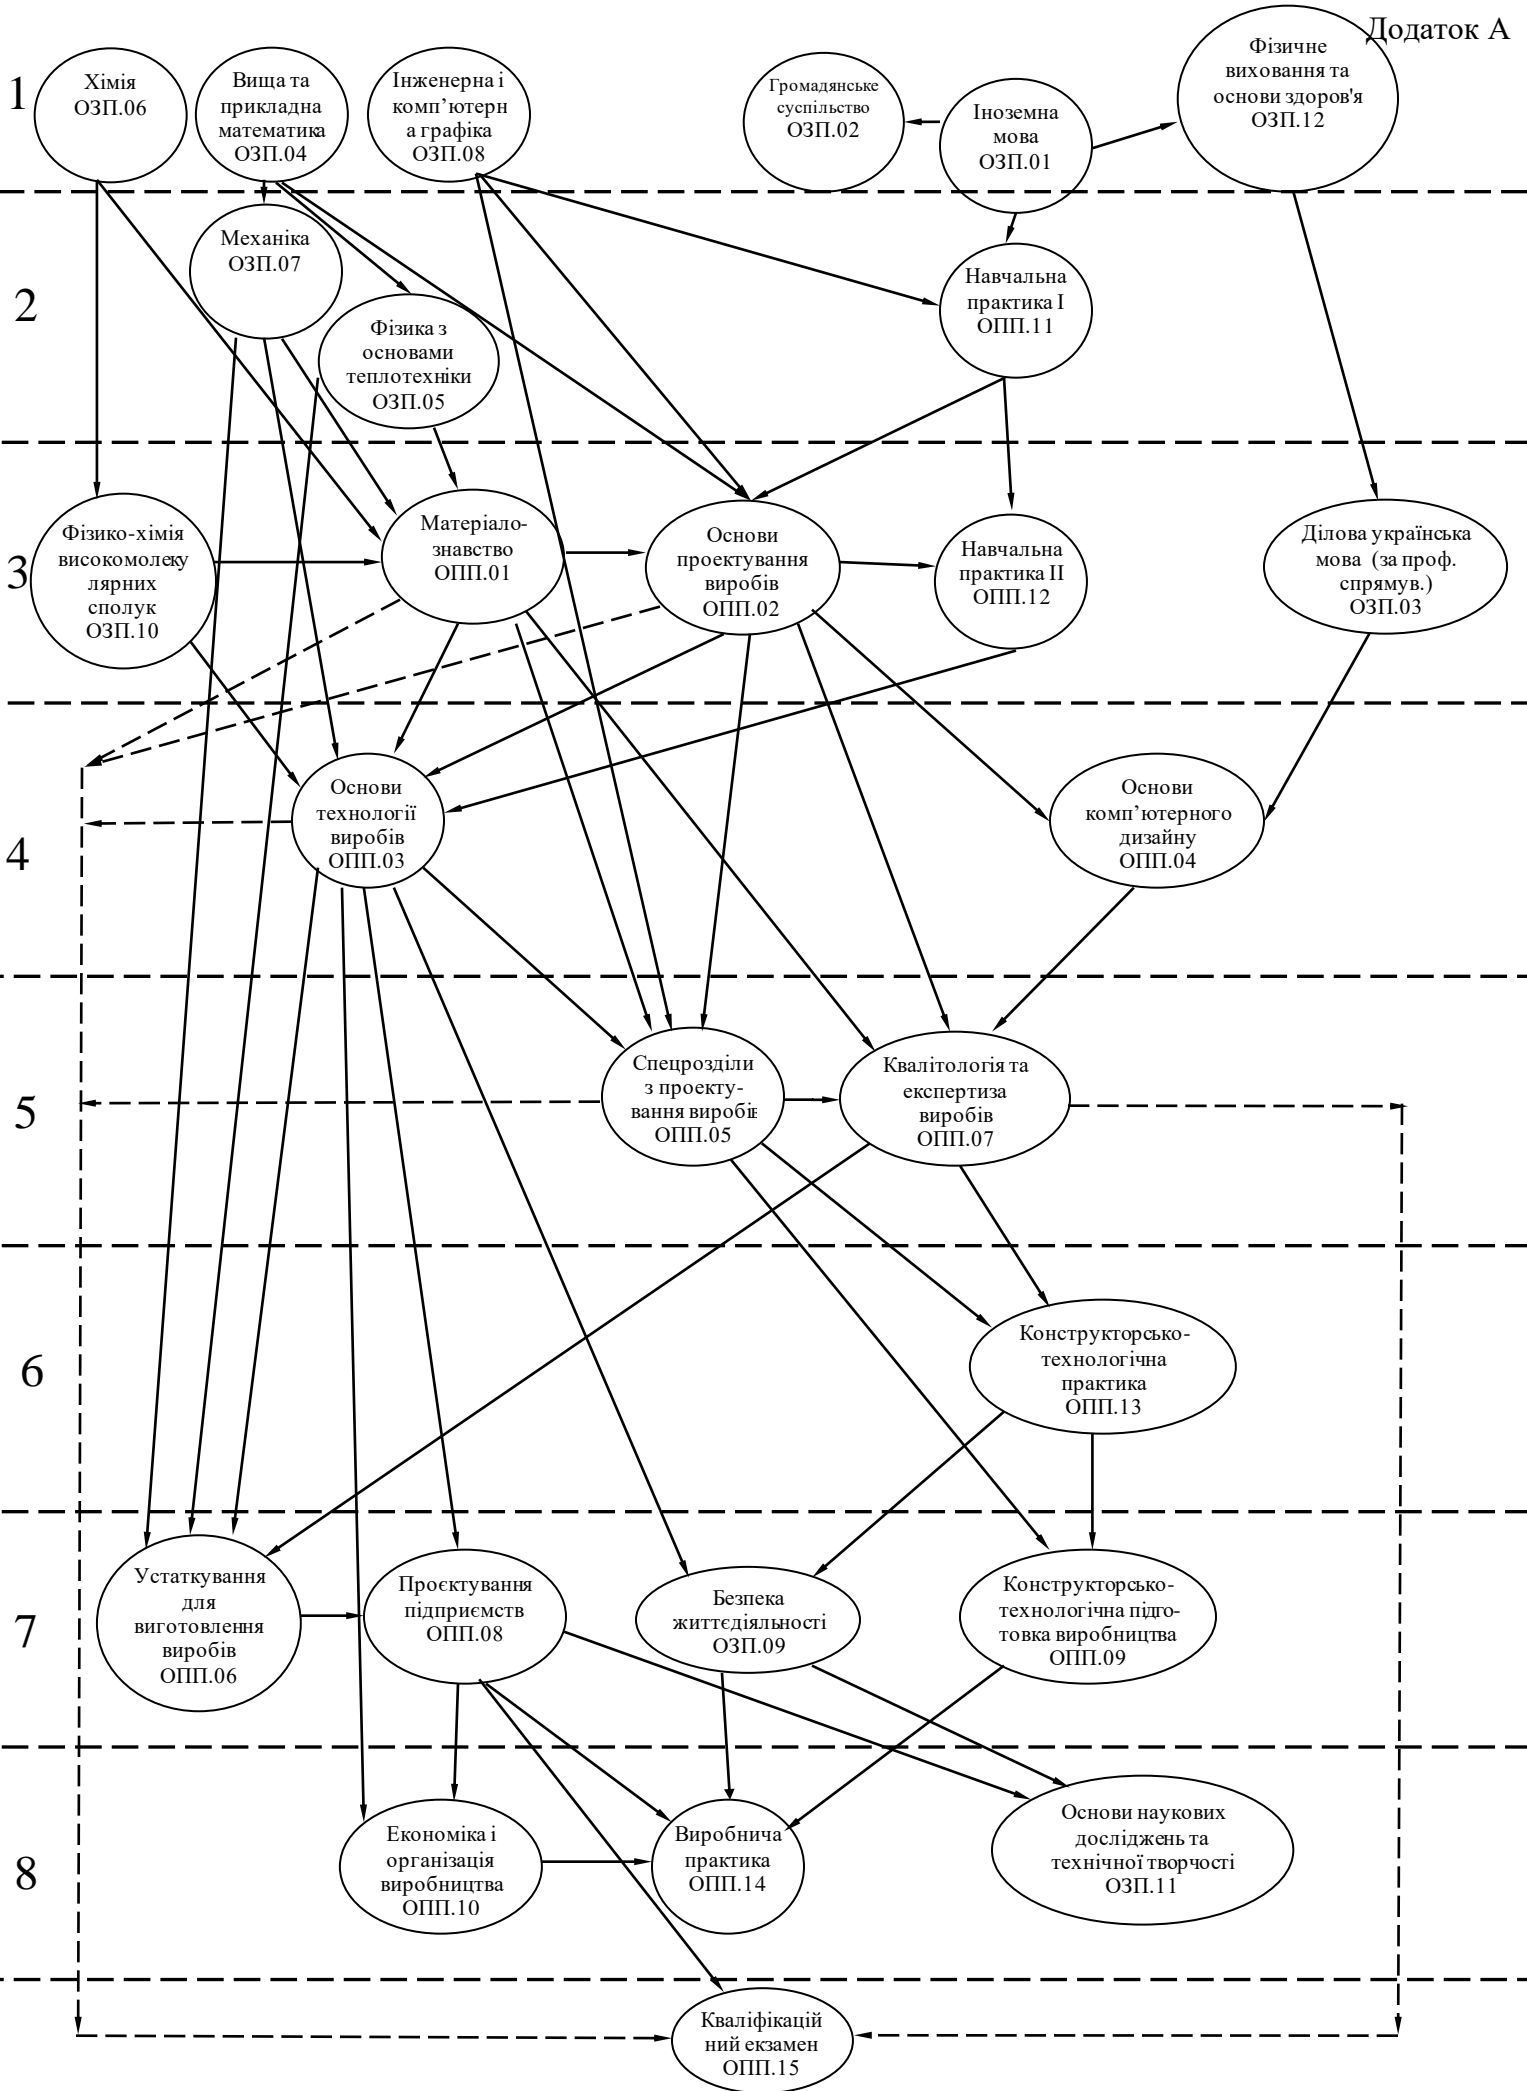 Додаток А
1
Хімія
ОЗП.06
Вища та
прикладна
математика
ОЗП.04
Інженерна і
комп’ютерн
а графіка
ОЗП.08
Громадянське
суспільство
ОЗП.02
Іноземна
мова
ОЗП.01
Фізичне
виховання та
основи здоров'я
ОЗП.12
2
Механіка
ОЗП.07
Фізика з
основами
теплотехніки
ОЗП.05
Навчальна
практика І
ОПП.11
3
Фізико-хімія
високомолеку
лярних
сполук
ОЗП.10
Матеріало-
знавство
ОПП.01
Основи
проектування
виробів
ОПП.02
Навчальна
практика ІІ
ОПП.12
Ділова українська
мова (за проф.
спрямув.)
ОЗП.03
4
Основи
технології
виробів
ОПП.03
Основи
комп’ютерного
дизайну
ОПП.04
5
Спецрозділи
з проекту-
вання виробів
ОПП.05
Квалітологія та
експертиза
виробів
ОПП.07
6
Конструкторсько-
технологічна
практика
ОПП.13
7
Устаткування
для
виготовлення
виробів
ОПП.06
Проєктування
підприємств
ОПП.08
Безпека
життєдіяльності
ОЗП.09
Конструкторсько-
технологічна підго-
товка виробництва
ОПП.09
8
Економіка і
організація
виробництва
ОПП.10
Виробнича
практика
ОПП.14
Основи наукових
досліджень та
технічної творчості
ОЗП.11
Кваліфікацій
ний екзамен
ОПП.15